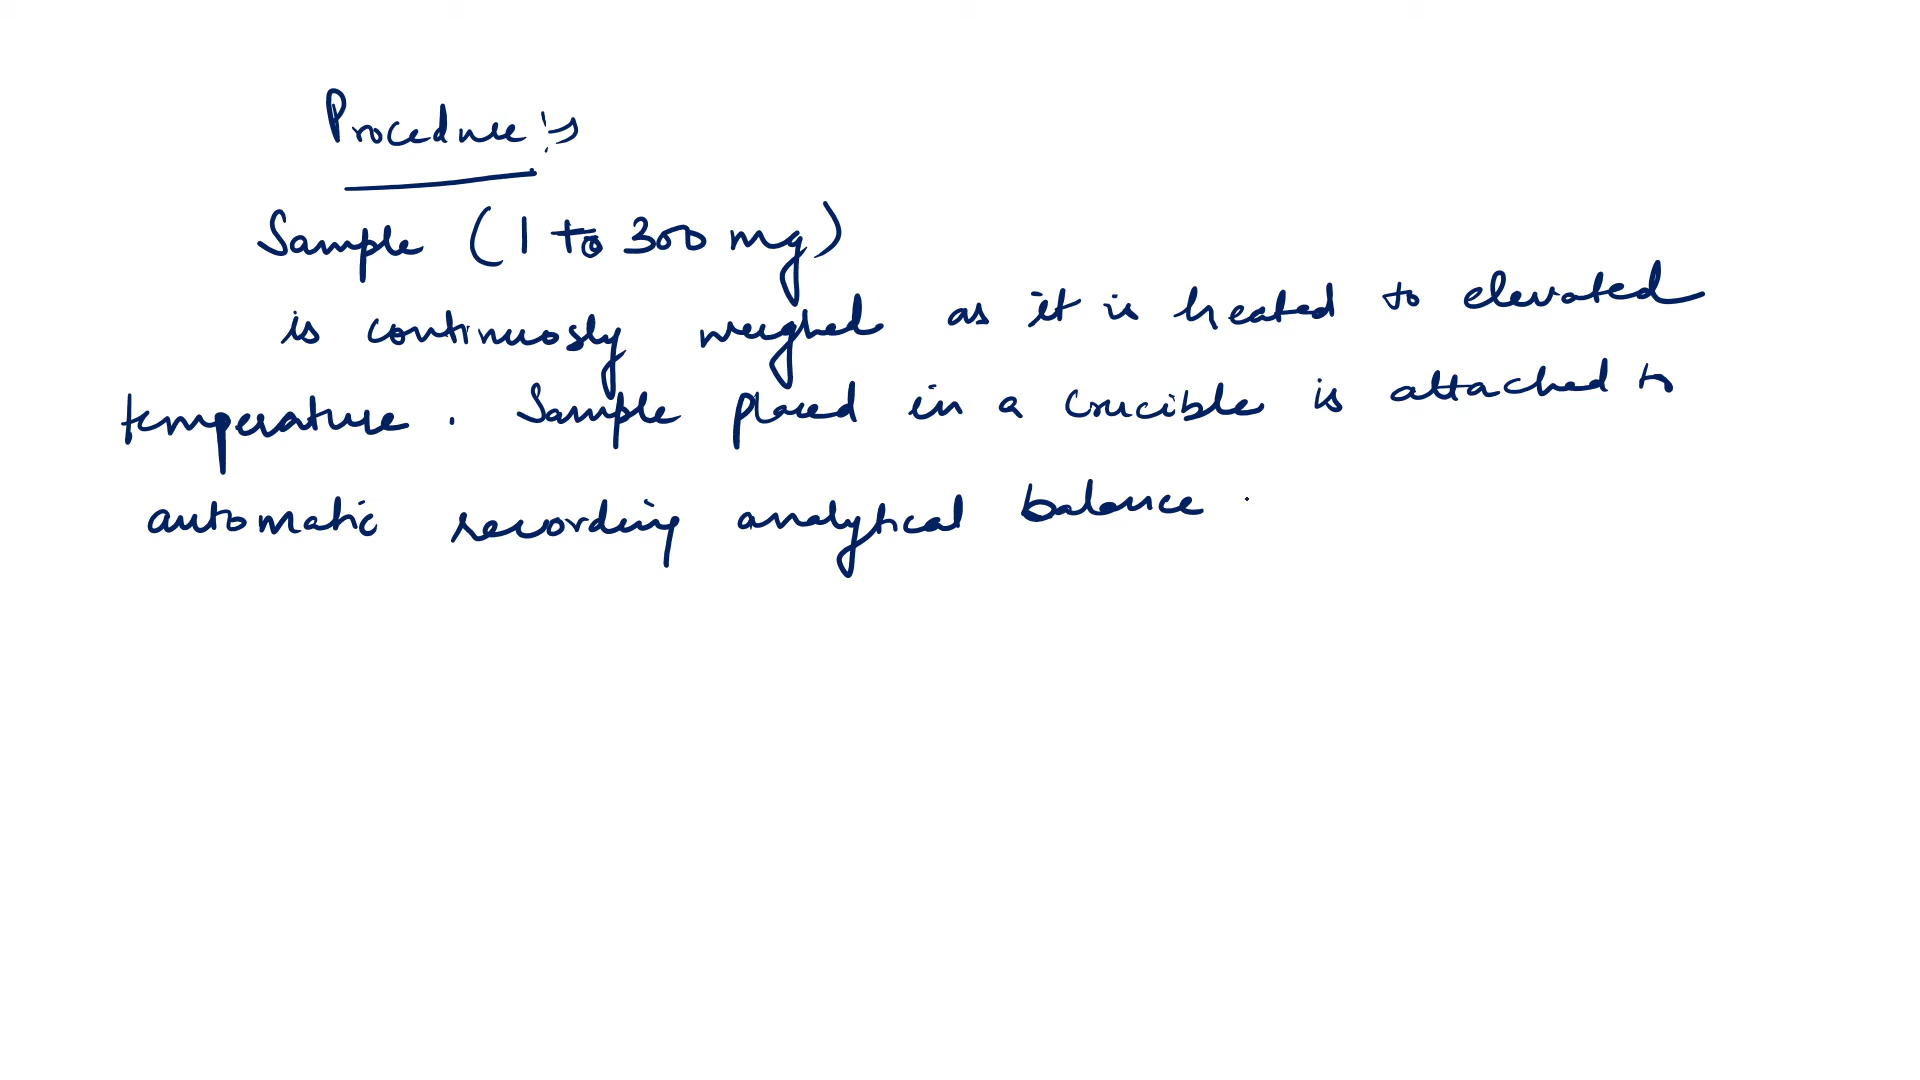 Procedure :→
Sample (1 to 300 mg)
is continuosly weighed as it is heated to elevated
temperature. Sample placed in a crucible is attached to
automatic recording analytical balance.